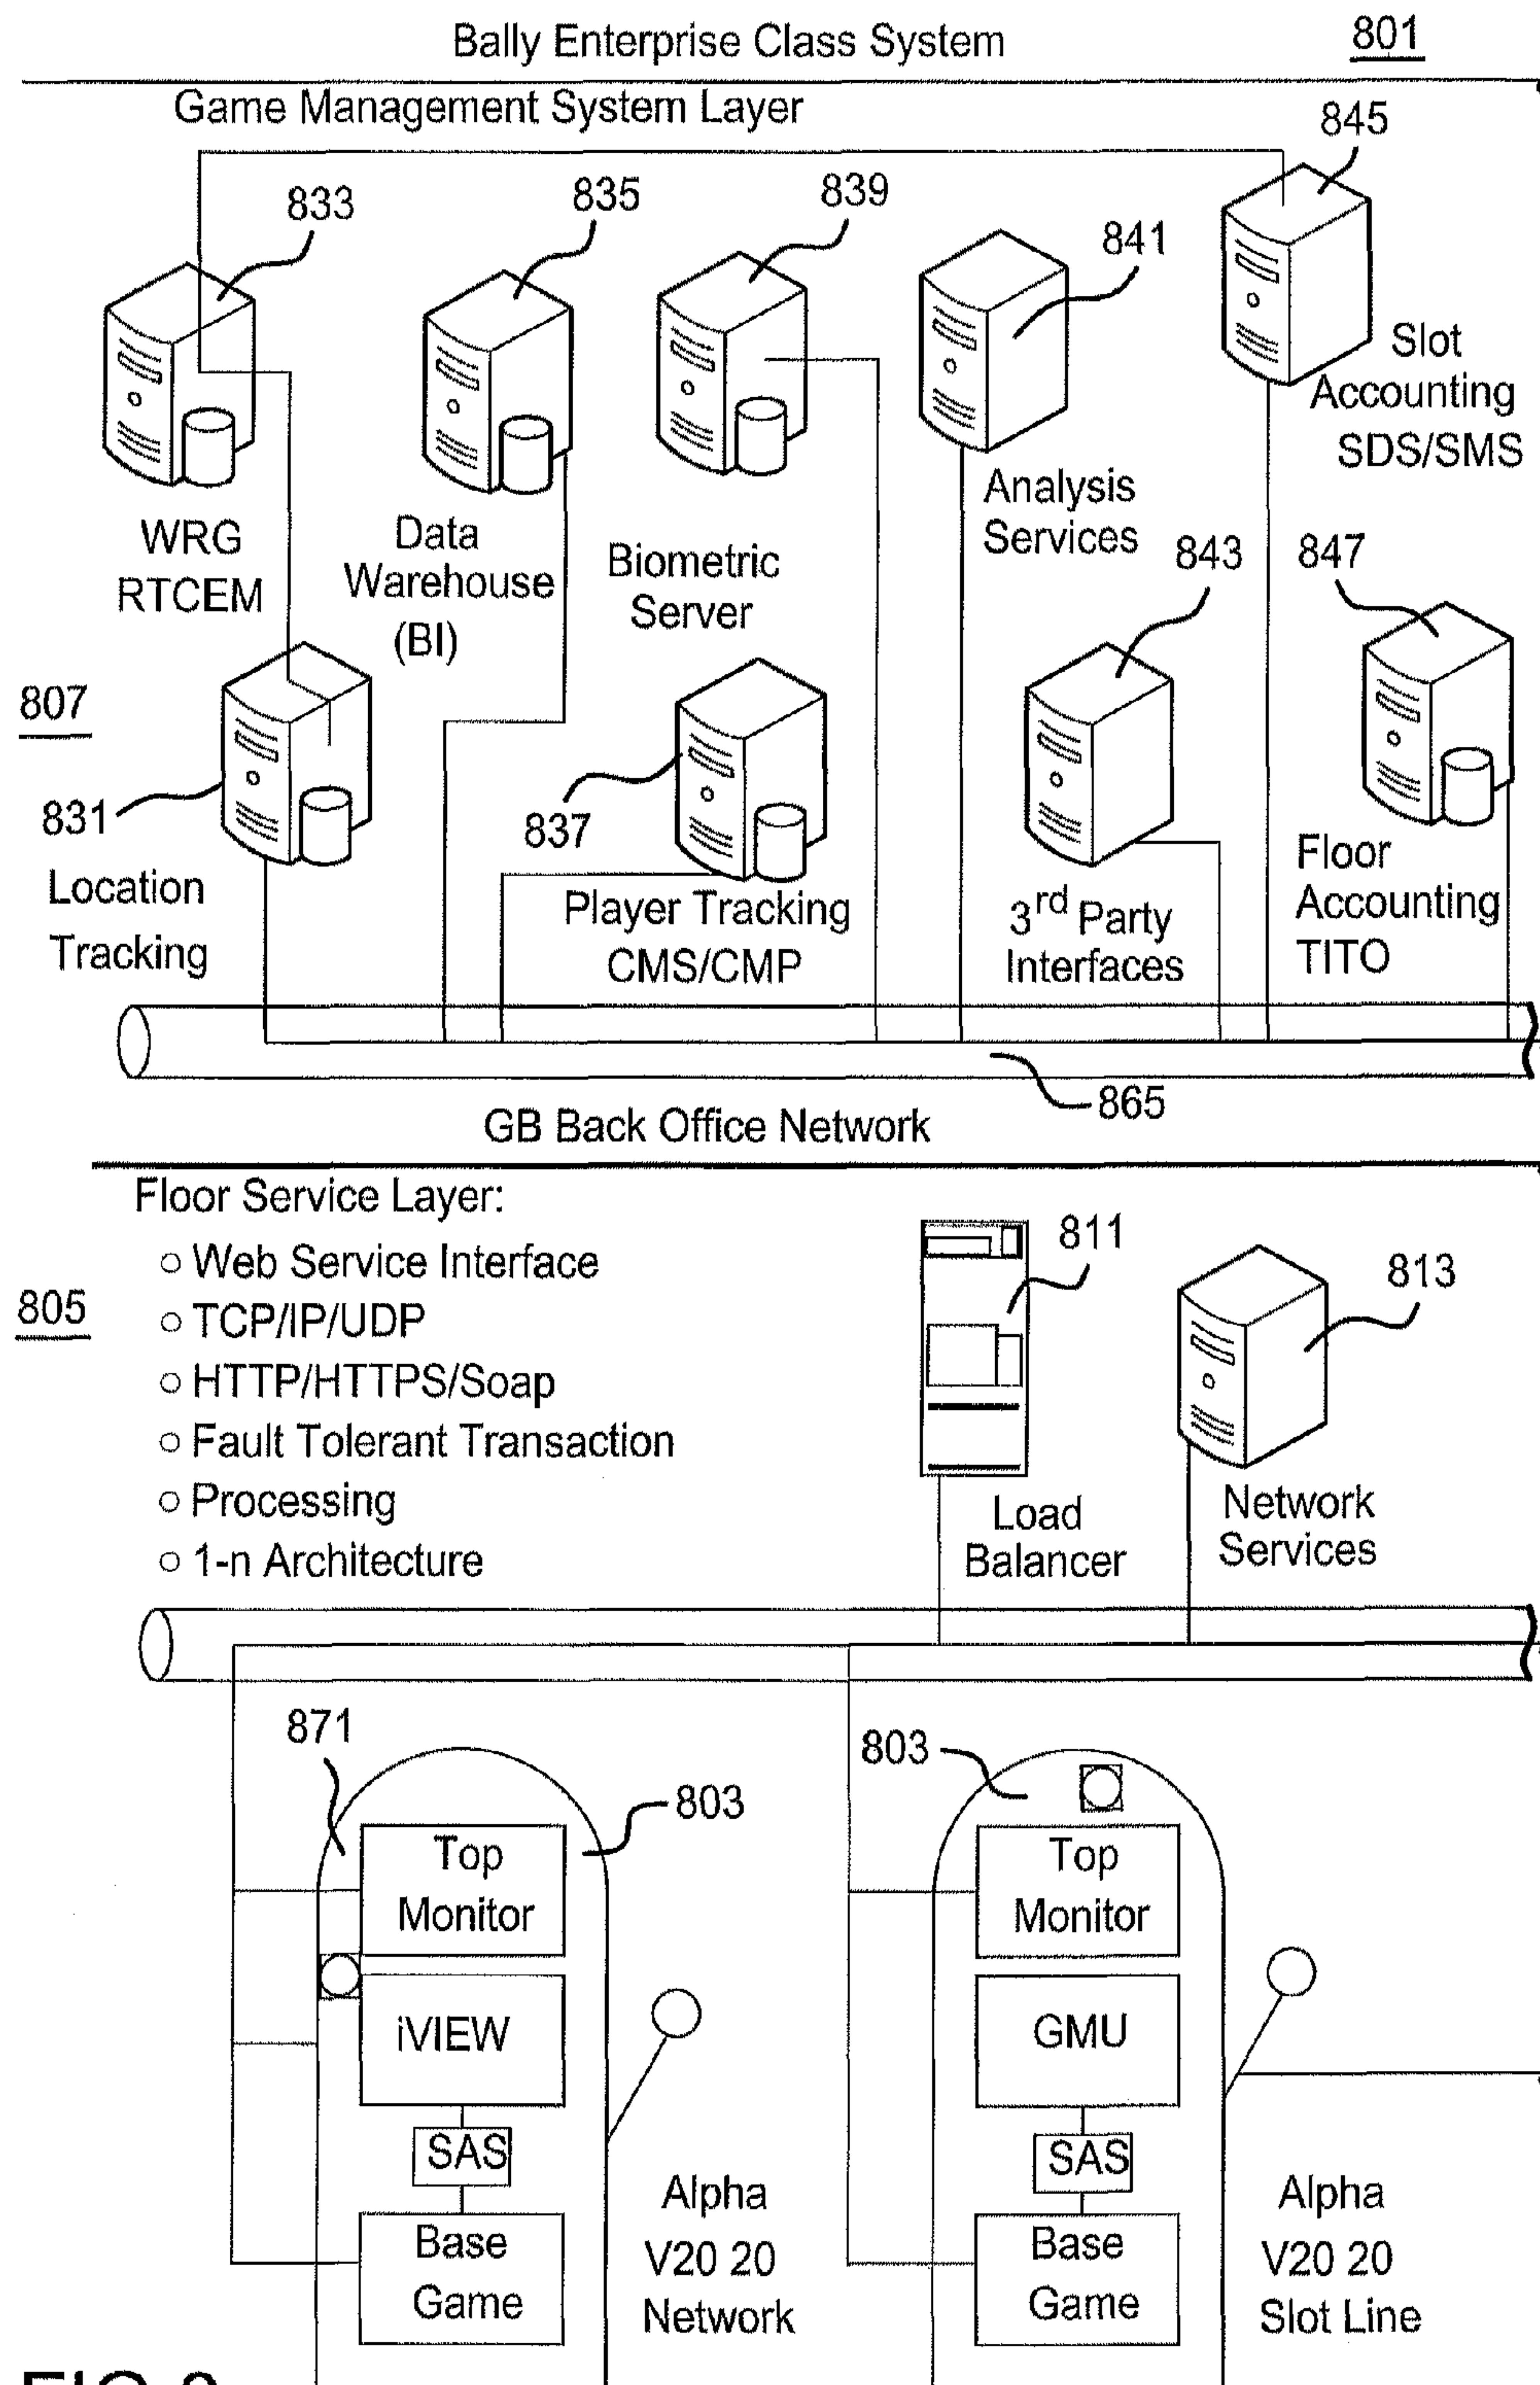 Bally Enterprise Class System
801
Game Management System Layer
845
833
835
839
841
Slot
Accounting
SDS/SMS
WRG
RTCEM
Data
Warehouse
(BI)
Biometric
Server
Analysis
Services
843
847
807
831
Location
Tracking
837
Player Tracking
CMS/CMP
3rd Party
Interfaces
Floor
Accounting
TITO
865
GB Back Office Network
Floor Service Layer:
○ Web Service Interface
○ TCP/IP/UDP
○ HTTP/HTTPS/Soap
○ Fault Tolerant Transaction
○ Processing
○ 1-n Architecture
805
811
813
Load
Balancer
Network
Services
871
803
Top
Monitor
iVIEW
SAS
Base
Game
Alpha
V20 20
Network
803
Top
Monitor
GMU
SAS
Base
Game
Alpha
V20 20
Slot Line